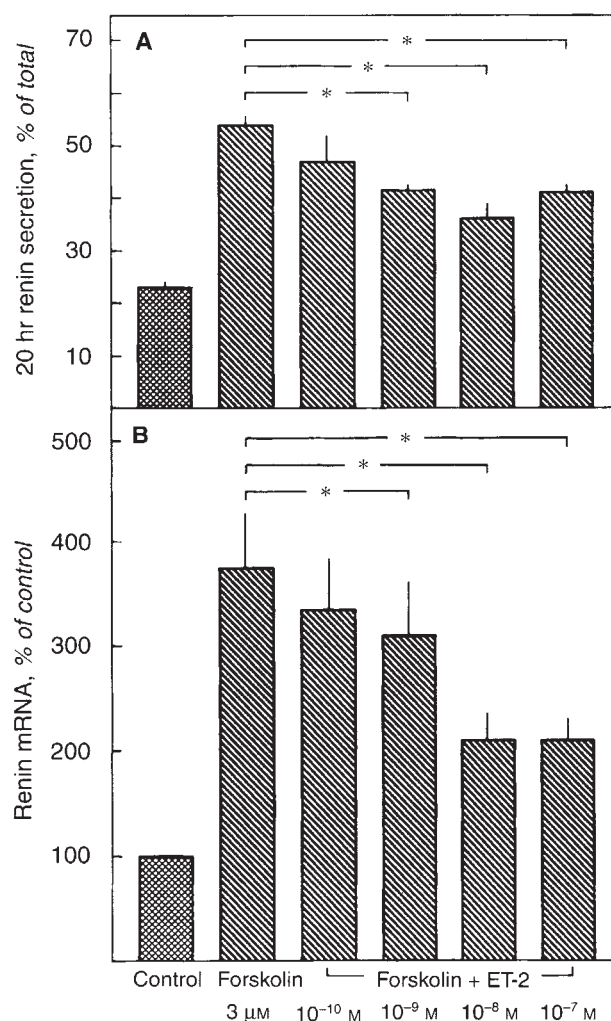 A
70
50
30
10
20 hr renin secretion, % of total
*
*
*
B
500
400
300
200
100
Renin mRNA, % of control
*
*
*
Control Forskolin Forskolin + ET-2
3 μM 10⁻¹⁰ M 10⁻⁹ M 10⁻⁸ M 10⁻⁷ M